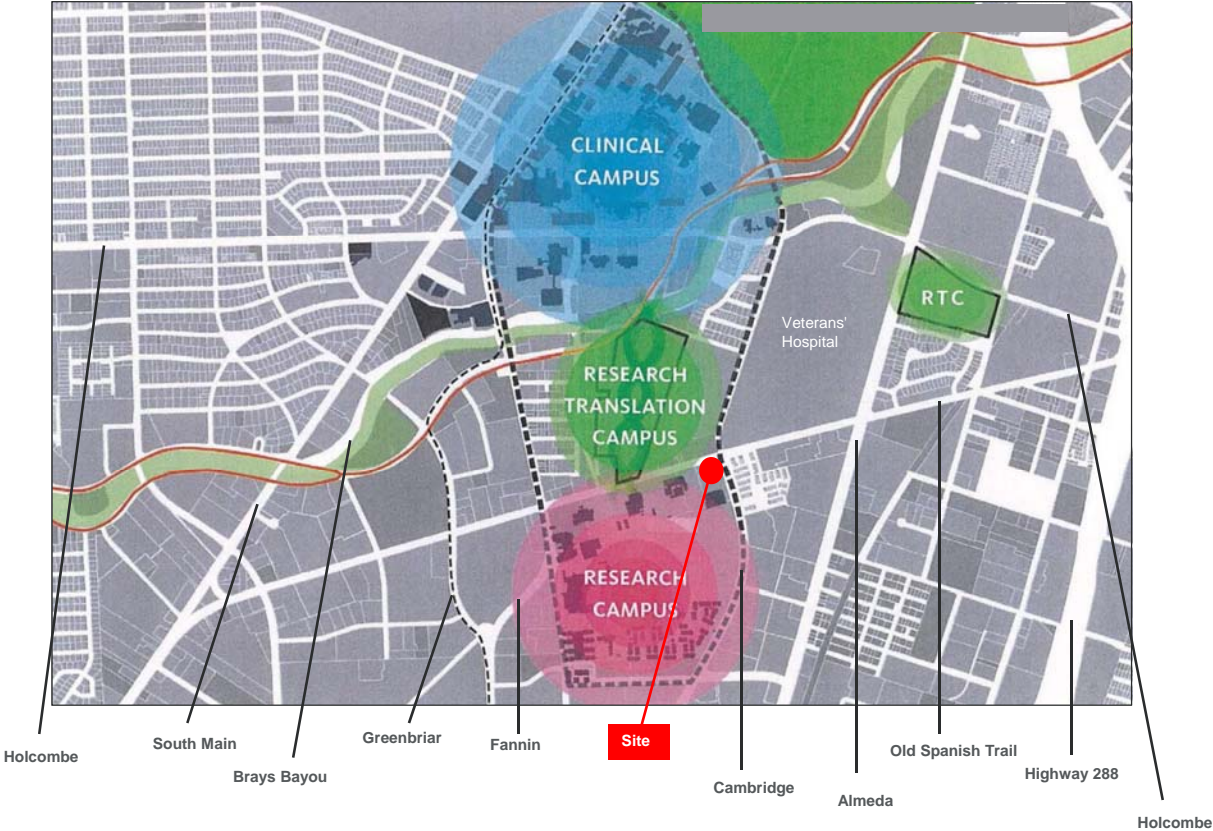 CLINICAL
CAMPUS
RTC
Veterans'
Hospital
RESEARCH
TRANSLATION
CAMPUS
RESEARCH
CAMPUS
Holcombe
South Main
Brays Bayou
Greenbriar
Fannin
Site
Cambridge
Almeda
Old Spanish Trail
Highway 288
Holcombe